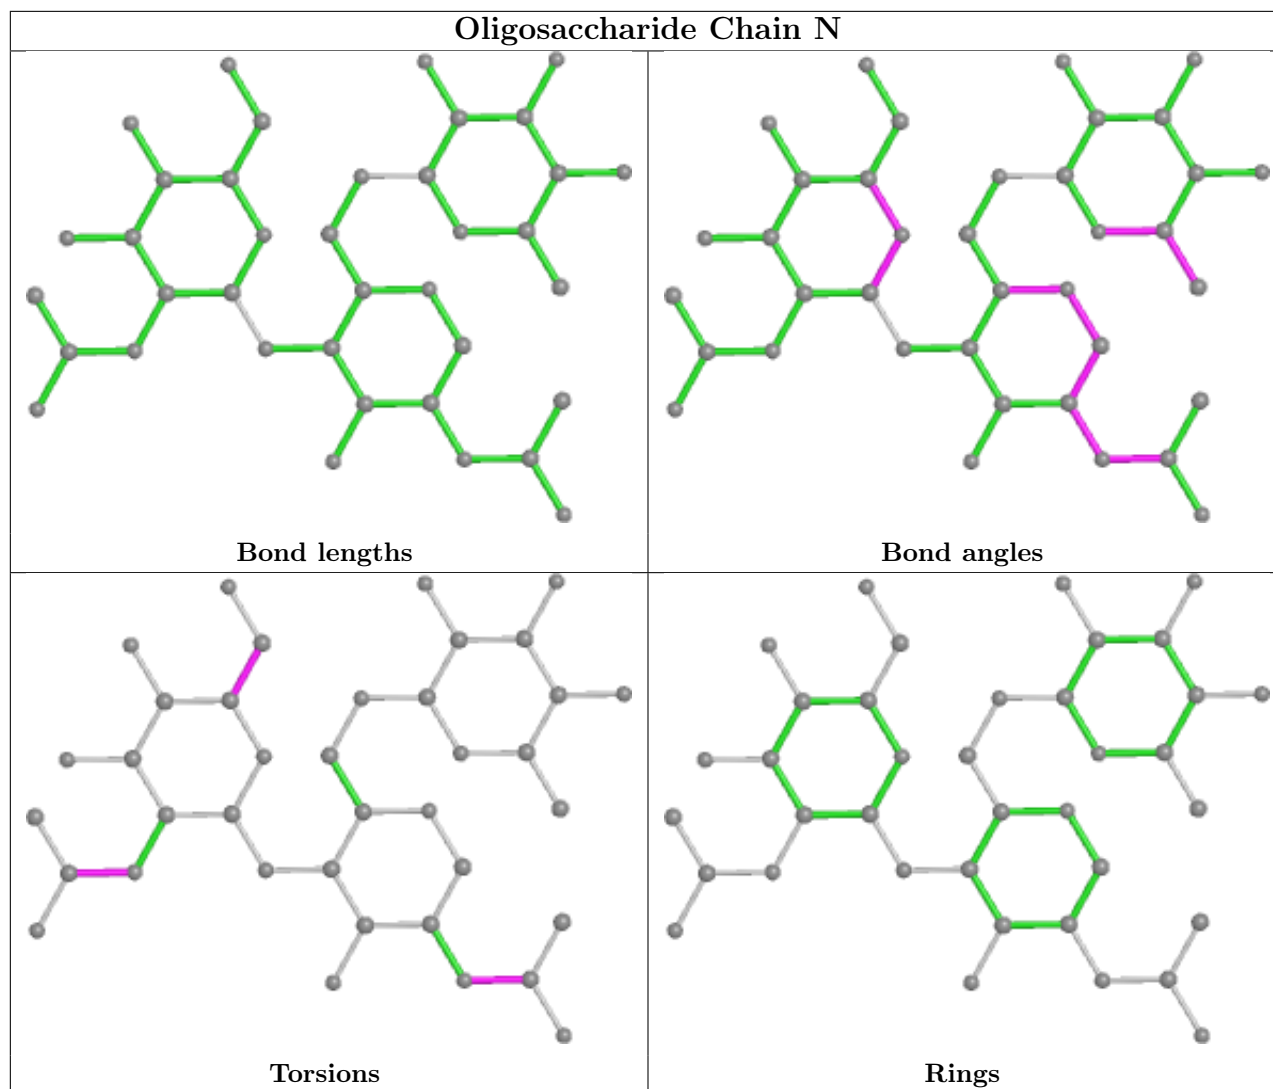 Oligosaccharide Chain N
Bond lengths
Bond angles
Torsions
Rings